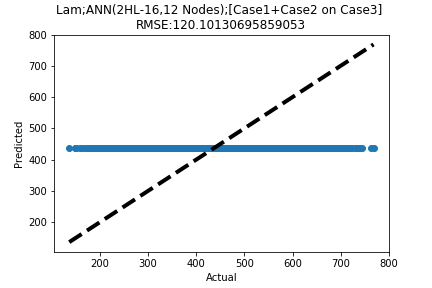 Lam;ANN(2HL-16,12 Nodes);[Case1+Case2 on Case3]
RMSE:120.10130695859053
800
700
600
500
400
300
200
Predicted
200 300 400 500 600 700 800
Actual